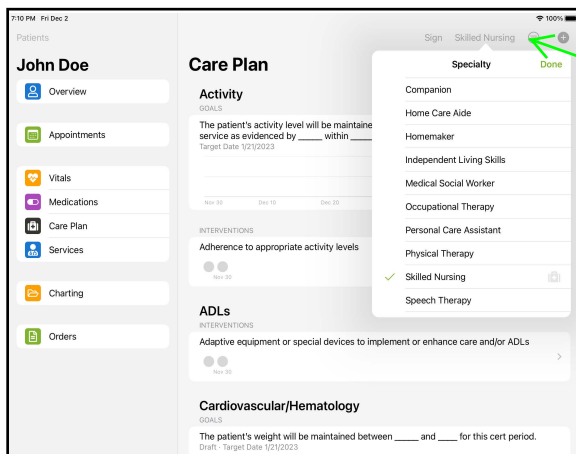 7:10 PM Fri Dec 2
100%
Patients
Sign Skilled Nursing
John Doe
Overview
Appointments
Vitals
Medications
Care Plan
Services
Charting
Orders
Care Plan
Activity
GOALS
The patient's activity level will be maintaine
service as evidenced by _____ within _____
Target Date 1/21/2023
Nov 30 Dec 10 Dec 20
INTERVENTIONS
Adherence to appropriate activity levels
Nov 30
ADLs
INTERVENTIONS
Adaptive equipment or special devices to implement or enhance care and/or ADLs
Nov 30
Cardiovascular/Hematology
GOALS
The patient's weight will be maintained between _____ and ____ for this cert period.
Draft · Target Date 1/21/2023
Specialty Done
Companion
Home Care Aide
Homemaker
Independent Living Skills
Medical Social Worker
Occupational Therapy
Personal Care Assistant
Physical Therapy
Skilled Nursing
Speech Therapy